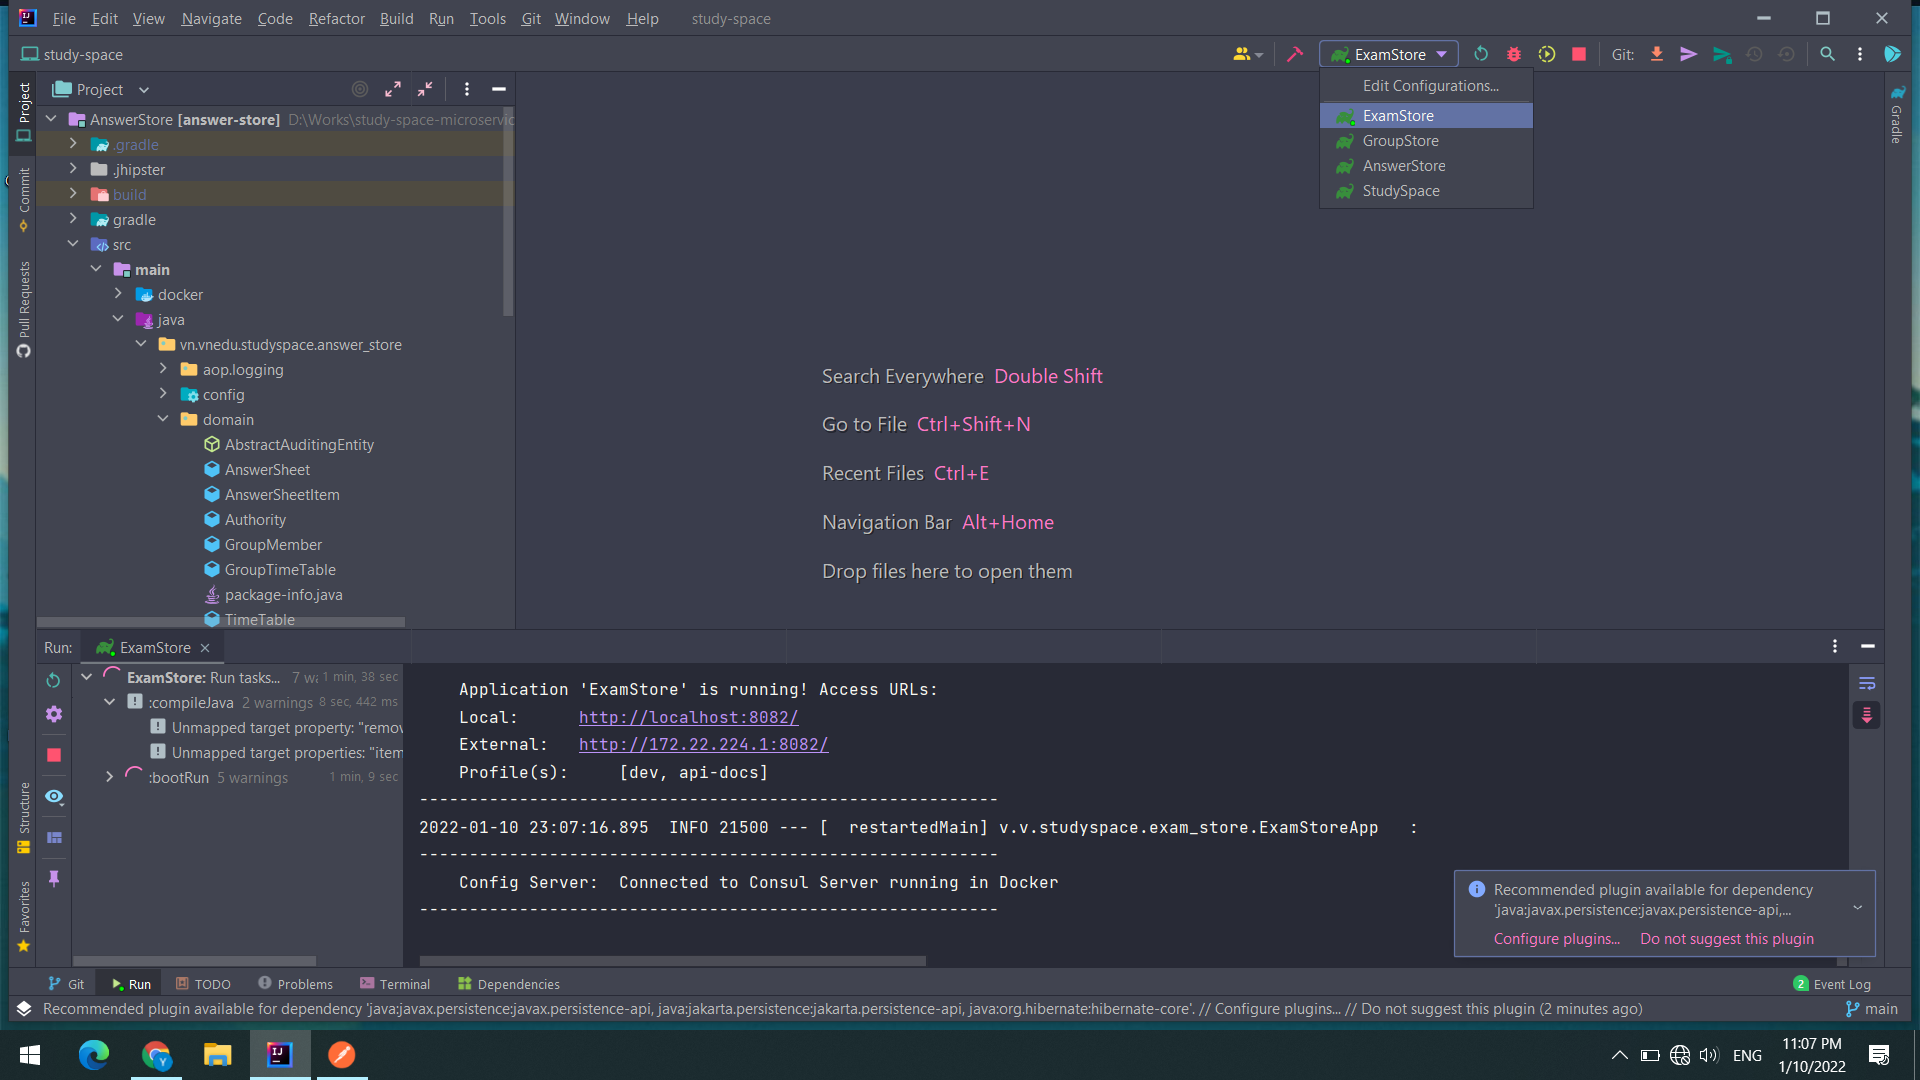 File Edit View Navigate Code Refactor Build Run Tools Git Window Help study-space
study-space
ExamStore
Git:
Edit Configurations...
ExamStore
GroupStore
AnswerStore
StudySpace
Project
Commit
Pull Requests
Structure
Favorites
Gradle
Project
AnswerStore [answer-store] D:\Works\study-space-microservic
.gradle
.jhipster
build
gradle
src
main
docker
java
vn.vnedu.studyspace.answer_store
aop.logging
config
domain
AbstractAuditingEntity
AnswerSheet
AnswerSheetItem
Authority
GroupMember
GroupTimeTable
package-info.java
TimeTable
Search Everywhere Double Shift
Go to File Ctrl+Shift+N
Recent Files Ctrl+E
Navigation Bar Alt+Home
Drop files here to open them
Run: ExamStore
ExamStore: Run tasks... 7 wa 1 min, 38 sec
:compileJava 2 warnings 8 sec, 442 ms
Unmapped target property: "remov
Unmapped target properties: "item
:bootRun 5 warnings 1 min, 9 sec
Application 'ExamStore' is running! Access URLs:
Local: http://localhost:8082/
External: http://172.22.224.1:8082/
Profile(s): [dev, api-docs]
----------------------------------------------------------
2022-01-10 23:07:16.895  INFO 21500 --- [  restartedMain] v.v.studyspace.exam_store.ExamStoreApp   :
----------------------------------------------------------
Config Server: Connected to Consul Server running in Docker
----------------------------------------------------------
Recommended plugin available for dependency
'java:javax.persistence:javax.persistence-api,...
Configure plugins... Do not suggest this plugin
Git Run TODO Problems Terminal Dependencies 2 Event Log
Recommended plugin available for dependency 'java:javax.persistence:javax.persistence-api, java:jakarta.persistence:jakarta.persistence-api, java:org.hibernate:hibernate-core'. // Configure plugins... // Do not suggest this plugin (2 minutes ago) main
ENG
11:07 PM
1/10/2022